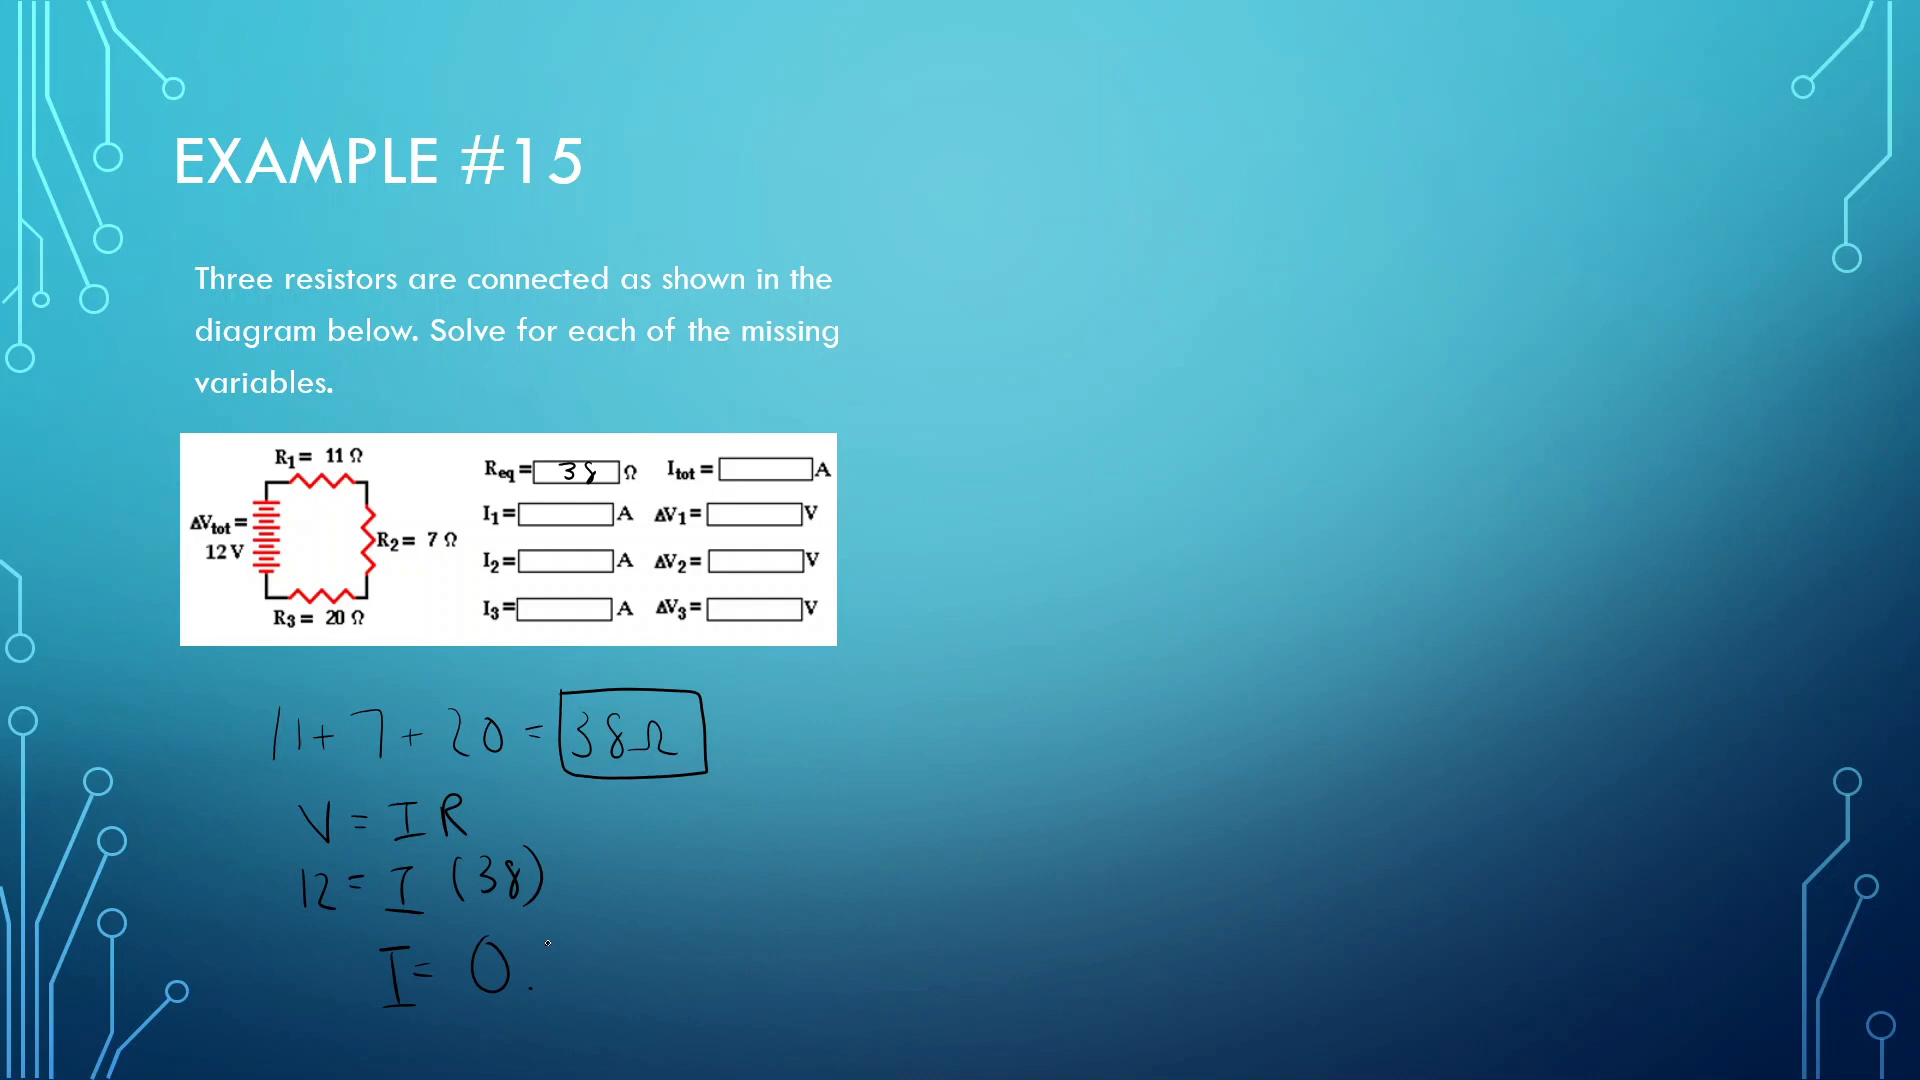 EXAMPLE #15
Three resistors are connected as shown in the
diagram below. Solve for each of the missing
variables.
R1 = 11 Ω
ΔVtot =
12 V
R2 = 7 Ω
R3 = 20 Ω
Req = 38 Ω Itot = A
I1 = A ΔV1 = V
I2 = A ΔV2 = V
I3 = A ΔV3 = V
11 + 7 + 20 = 38Ω
V = I R
12 = I (38)
I = 0.